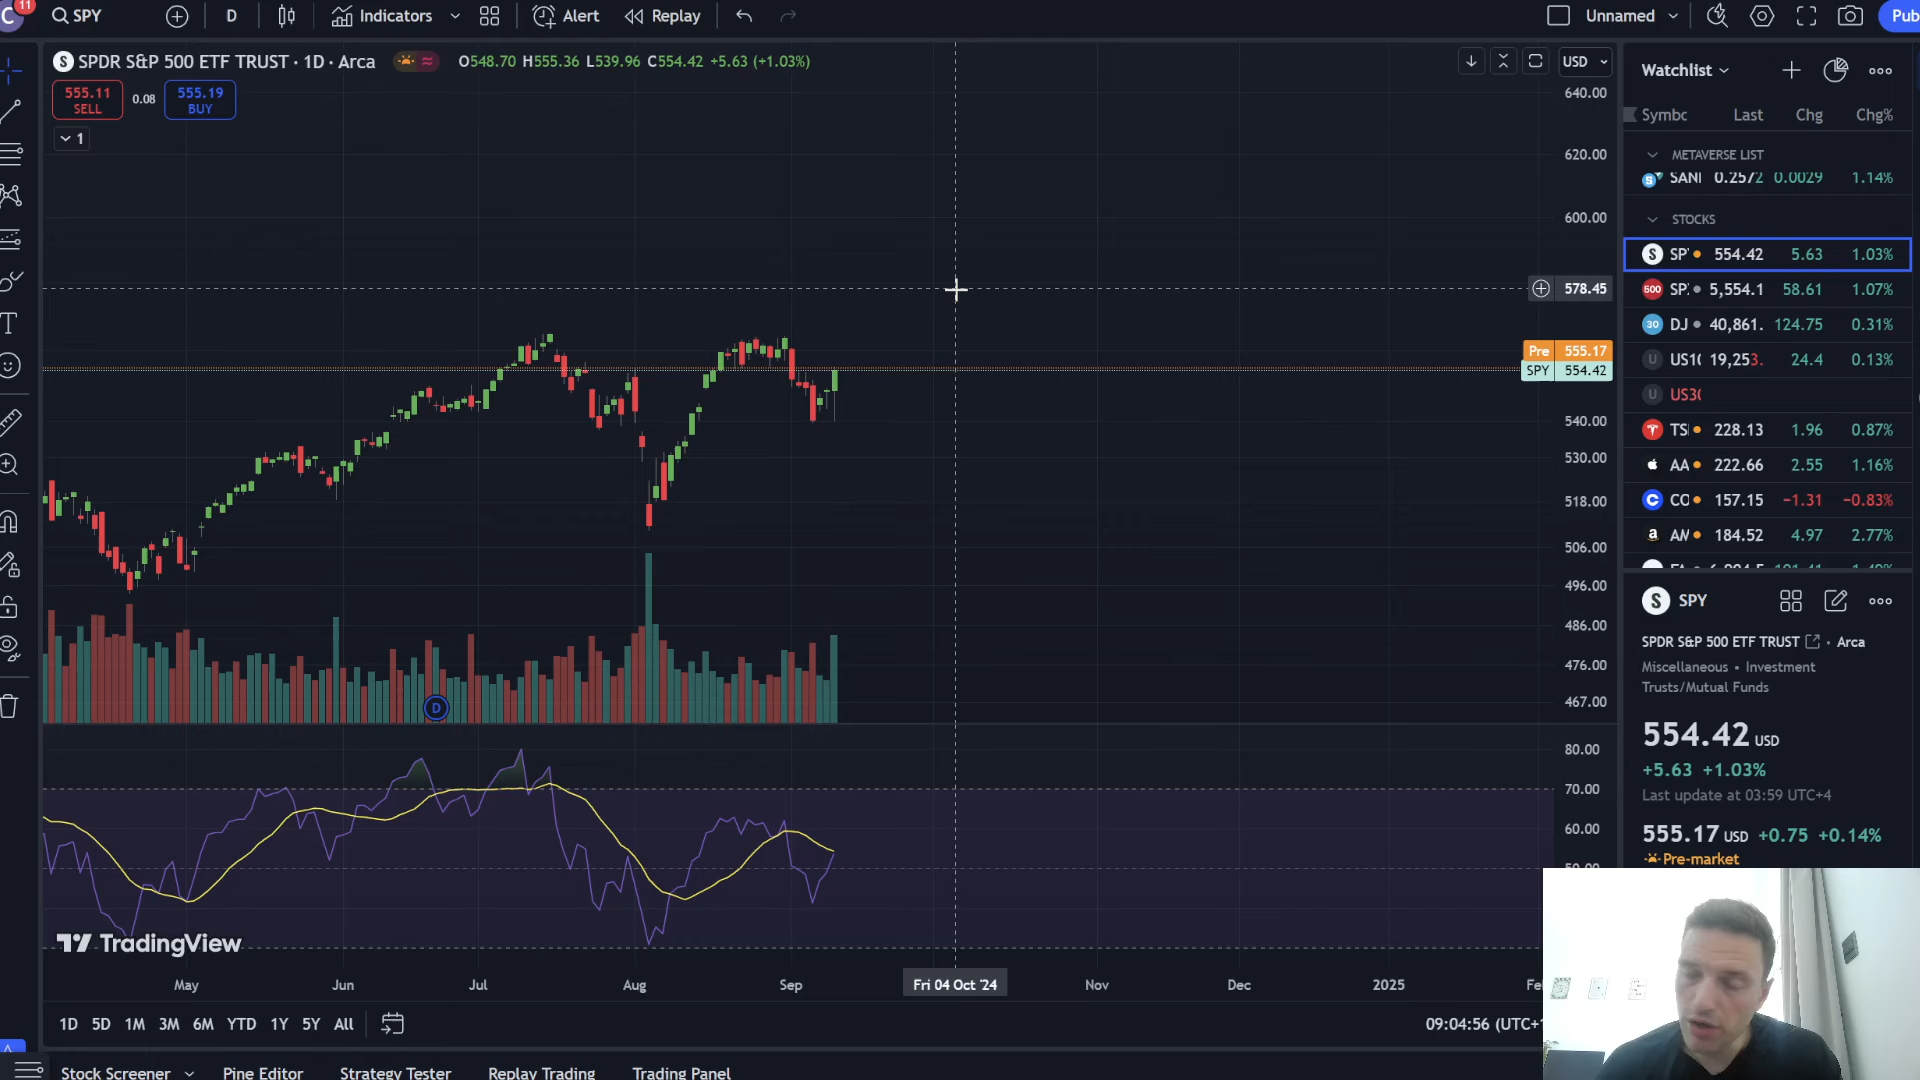 11
C
SPY
D
Indicators
Alert
Replay
Unnamed
Pub
S SPDR S&P 500 ETF TRUST · 1D · Arca
O548.70 H555.36 L539.96 C554.42 +5.63 (+1.03%)
USD
555.11
SELL
0.08
555.19
BUY
1
640.00
620.00
600.00
578.45
Pre 555.17
SPY 554.42
540.00
530.00
518.00
506.00
496.00
486.00
476.00
467.00
D
80.00
70.00
60.00
TradingView
May
Jun
Jul
Aug
Sep
Fri 04 Oct '24
Nov
Dec
2025
Fe
1D 5D 1M 3M 6M YTD 1Y 5Y All
09:04:56 (UTC+
Stock Screener
Pine Editor
Strategy Tester
Replay Trading
Trading Panel
Watchlist
Symbc Last Chg Chg%
METAVERSE LIST
SANI 0.2572 0.0029 1.14%
STOCKS
S SP 554.42 5.63 1.03%
500 SP 5,554.1 58.61 1.07%
30 DJ 40,861. 124.75 0.31%
U US1 19,253. 24.4 0.13%
U US3
TS 228.13 1.96 0.87%
AA 222.66 2.55 1.16%
C CO 157.15 −1.31 −0.83%
a AM 184.52 4.97 2.77%
S SPY
SPDR S&P 500 ETF TRUST · Arca
Miscellaneous • Investment
Trusts/Mutual Funds
554.42 USD
+5.63 +1.03%
Last update at 03:59 UTC+4
555.17 USD +0.75 +0.14%
Pre-market